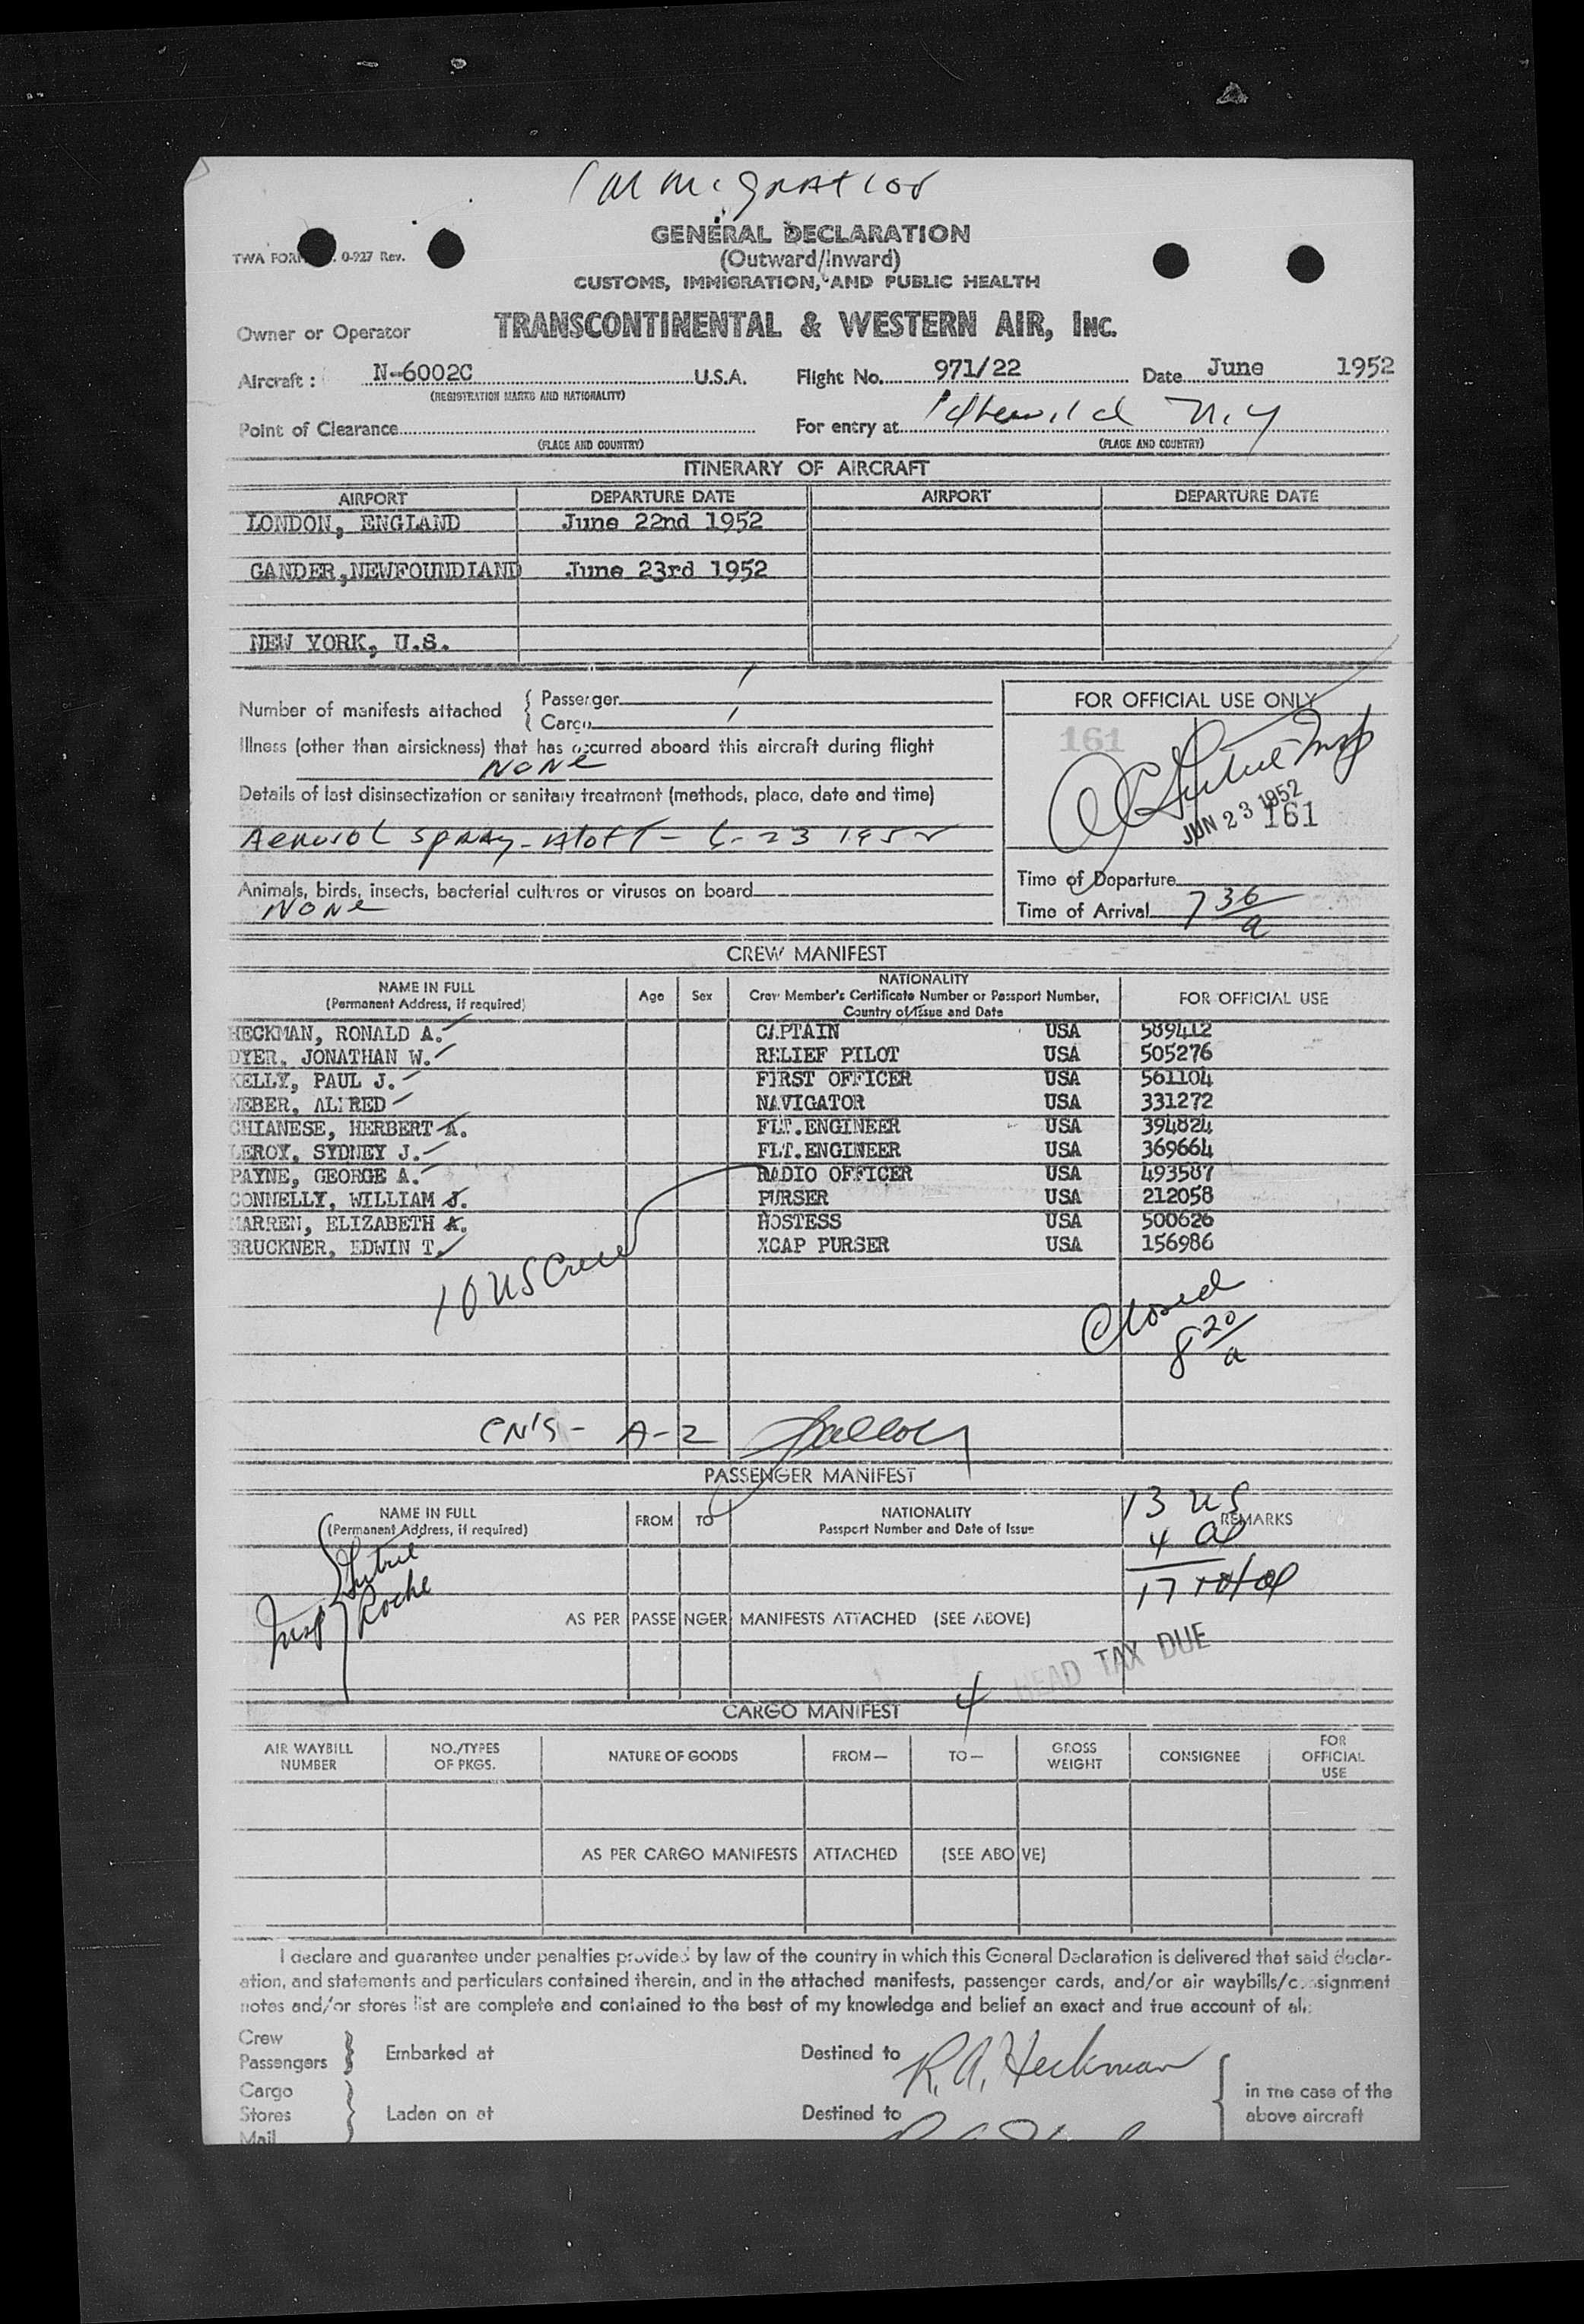 Immigration
GENERAL DECLARATION
(Outward/Inward)
TWA FORM 0-927 Rev.
CUSTOMS, IMMIGRATION, AND PUBLIC HEALTH
Owner or Operator TRANSCONTINENTAL & WESTERN AIR, INC.
Aircraft: N-6002C U.S.A. Flight No. 971/22 Date June 1952
(REGISTRATION MARKS AND NATIONALITY)
Point of Clearance For entry at Idlewild N.Y
(PLACE AND COUNTRY) (PLACE AND COUNTRY)
ITINERARY OF AIRCRAFT
AIRPORT DEPARTURE DATE AIRPORT DEPARTURE DATE
LONDON, ENGLAND June 22nd 1952
GANDER, NEWFOUNDLAND June 23rd 1952
NEW YORK, U.S.
Number of manifests attached { Passenger 1
{ Cargo 1
FOR OFFICIAL USE ONLY
161
Illness (other than airsickness) that has occurred aboard this aircraft during flight
NONE
Details of last disinsectization or sanitary treatment (methods, place, date and time)
JUN 23 1952
161
Aerosol Spray - Aloft - 6-23 1952
Time of Departure
Animals, birds, insects, bacterial cultures or viruses on board
NONE
Time of Arrival 7 36/a
CREW MANIFEST
NAME IN FULL
(Permanent Address, if required)
Age Sex
NATIONALITY
Crew Member's Certificate Number or Passport Number,
Country of Issue and Date
FOR OFFICIAL USE
HECKMAN, RONALD A. CAPTAIN USA 589412
DYER, JONATHAN W. RELIEF PILOT USA 505276
KELLY, PAUL J. FIRST OFFICER USA 561104
WEBER, ALFRED NAVIGATOR USA 331272
CHIANESE, HERBERT A. FLT.ENGINEER USA 394824
LEROY, SYDNEY J. FLT.ENGINEER USA 369664
PAYNE, GEORGE A. RADIO OFFICER USA 493587
CONNELLY, WILLIAM J. PURSER USA 212058
WARREN, ELIZABETH A. HOSTESS USA 500626
BRUCKNER, EDWIN T. XCAP PURSER USA 156986
10 US Crew
Closed
8 20/a
CN'S - A-2
PASSENGER MANIFEST
NAME IN FULL
(Permanent Address, if required)
FROM TO
NATIONALITY
Passport Number and Date of Issue
REMARKS
13 US
4 al
17 total
Insp Roche
AS PER PASSENGER MANIFESTS ATTACHED (SEE ABOVE)
4 HEAD TAX DUE
CARGO MANIFEST
AIR WAYBILL NUMBER NO./TYPES OF PKGS. NATURE OF GOODS FROM— TO— GROSS WEIGHT CONSIGNEE FOR OFFICIAL USE
AS PER CARGO MANIFESTS ATTACHED (SEE ABOVE)
I declare and guarantee under penalties provided by law of the country in which this General Declaration is delivered that said declar-
ation, and statements and particulars contained therein, and in the attached manifests, passenger cards, and/or air waybills/consignment
notes and/or stores list are complete and contained to the best of my knowledge and belief an exact and true account of all:
Crew
Passengers } Embarked at Destined to R. A. Heckman
Cargo
Stores } Laden on at Destined to
Mail
in the case of the
above aircraft